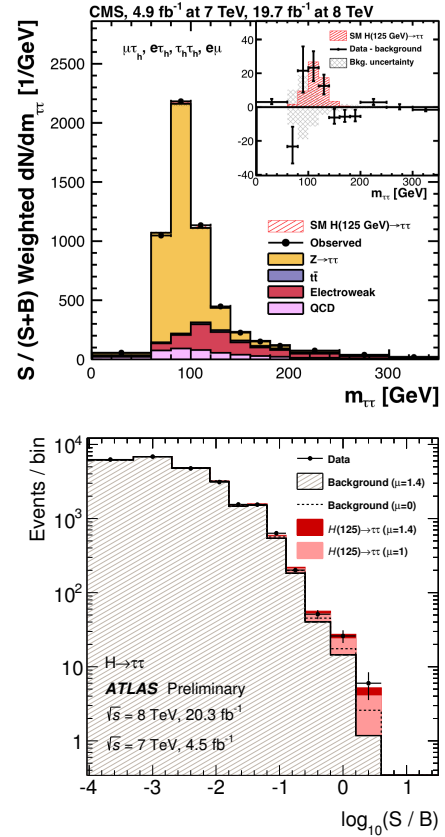 CMS, 4.9 fb⁻¹ at 7 TeV, 19.7 fb⁻¹ at 8 TeV
S / (S+B) Weighted dN/dmττ [1/GeV]
2500
2000
1500
1000
500
0
μτh, eτh, τhτh, eμ
40
20
0
-20
-40
SM H(125 GeV)→ττ
Data - background
Bkg. uncertainty
0 100 200 300
mττ [GeV]
SM H(125 GeV)→ττ
Observed
Z→ττ
tt̄
Electroweak
QCD
0 100 200 300
mττ [GeV]
Events / bin
10⁴
10³
10²
10
1
Data
Background (μ=1.4)
Background (μ=0)
H(125)→ττ (μ=1.4)
H(125)→ττ (μ=1)
H→ττ
ATLAS Preliminary
√s = 8 TeV, 20.3 fb⁻¹
√s = 7 TeV, 4.5 fb⁻¹
-4 -3 -2 -1 0 1
log₁₀(S / B)